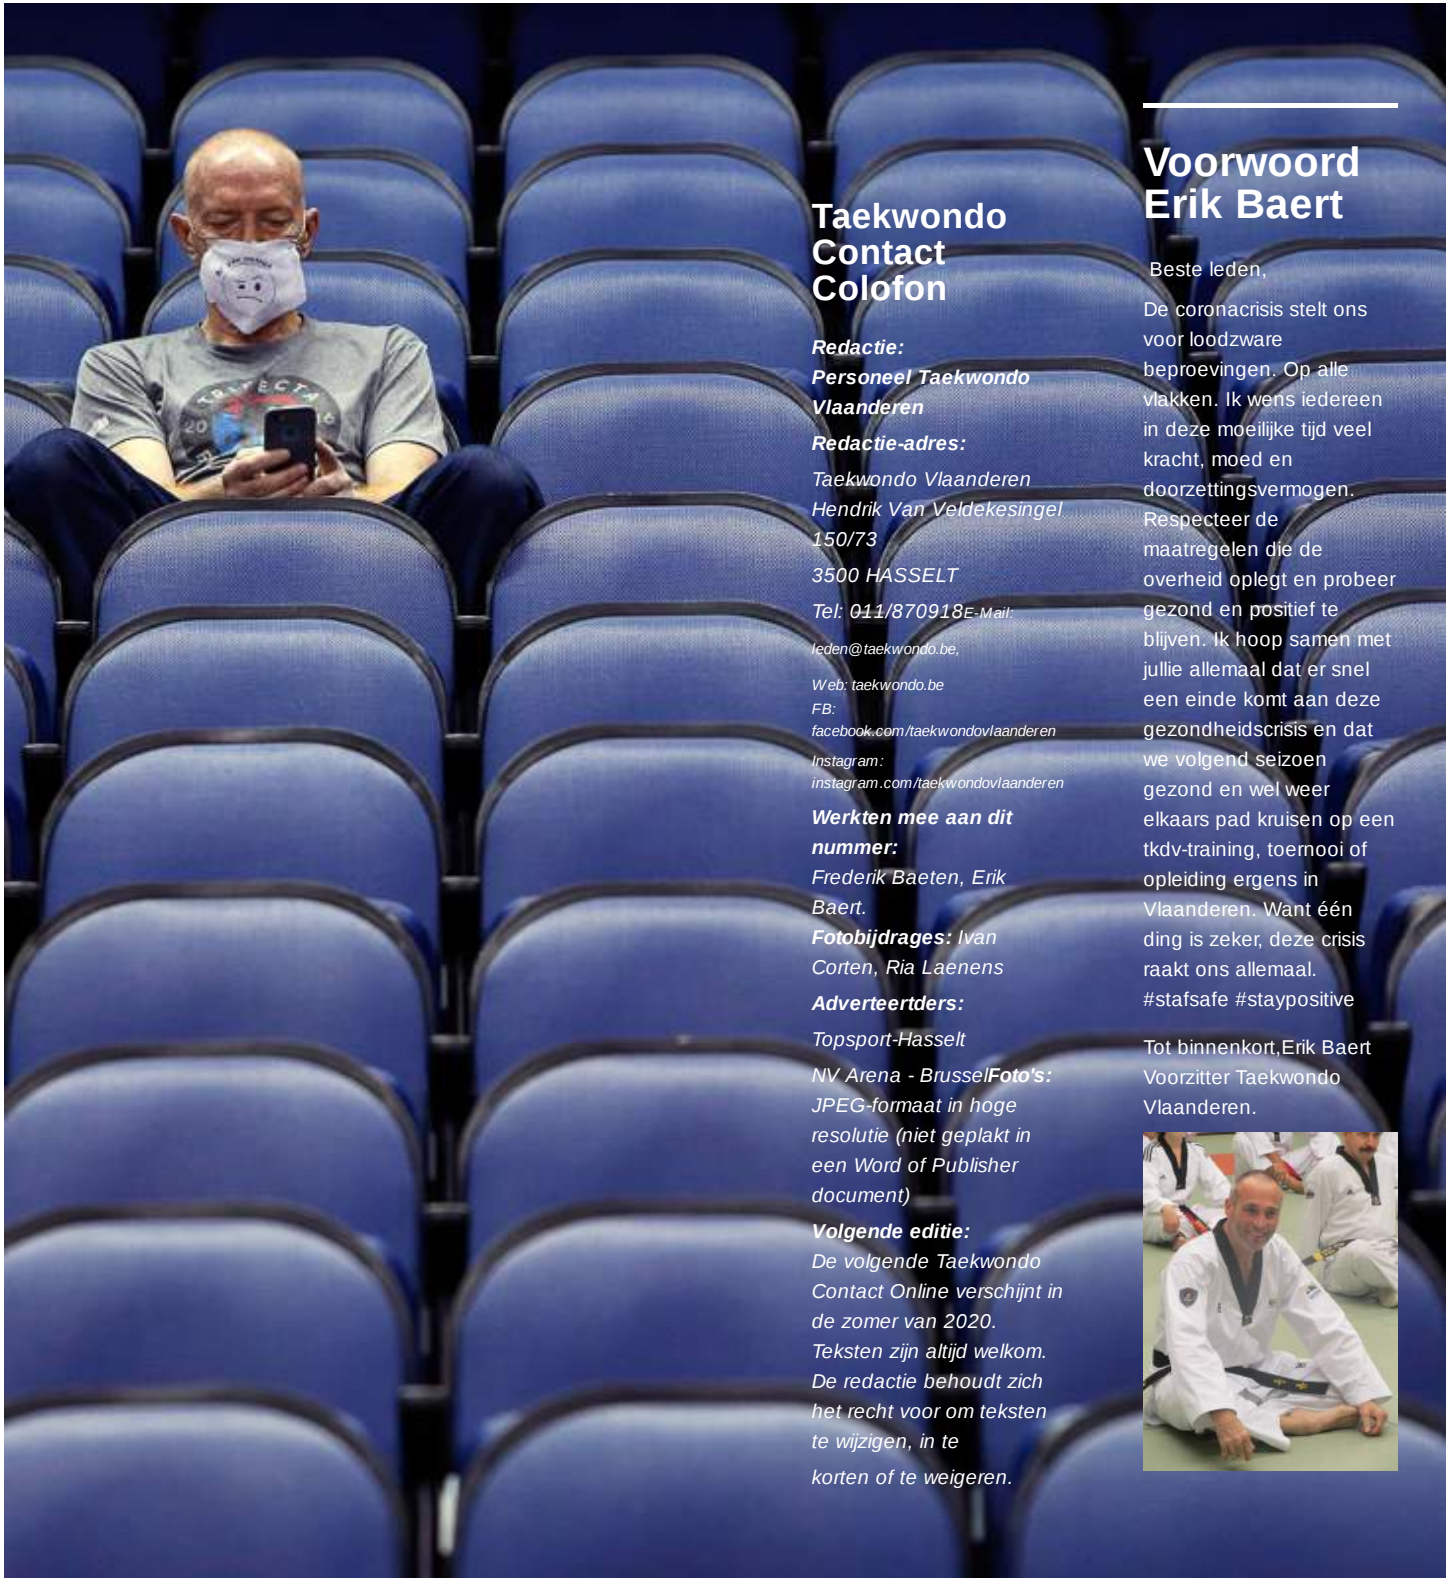 Taekwondo
Contact
Colofon
Redactie:
Personeel Taekwondo
Vlaanderen
Redactie-adres:
Taekwondo Vlaanderen
Hendrik Van Veldekesingel
150/73
3500 HASSELT
Tel: 011/870918E-Mail:
leden@taekwondo.be,
Web: taekwondo.be
FB:
facebook.com/taekwondovlaanderen
Instagram:
instagram.com/taekwondovlaanderen
Werkten mee aan dit
nummer:
Frederik Baeten, Erik
Baert.
Fotobijdrages: Ivan
Corten, Ria Laenens
Adverteertders:
Topsport-Hasselt
NV Arena - BrusselFoto's:
JPEG-formaat in hoge
resolutie (niet geplakt in
een Word of Publisher
document)
Volgende editie:
De volgende Taekwondo
Contact Online verschijnt in
de zomer van 2020.
Teksten zijn altijd welkom.
De redactie behoudt zich
het recht voor om teksten
te wijzigen, in te
korten of te weigeren.
Voorwoord
Erik Baert
Beste leden,
De coronacrisis stelt ons
voor loodzware
beproevingen. Op alle
vlakken. Ik wens iedereen
in deze moeilijke tijd veel
kracht, moed en
doorzettingsvermogen.
Respecteer de
maatregelen die de
overheid oplegt en probeer
gezond en positief te
blijven. Ik hoop samen met
jullie allemaal dat er snel
een einde komt aan deze
gezondheidscrisis en dat
we volgend seizoen
gezond en wel weer
elkaars pad kruisen op een
tkdv-training, toernooi of
opleiding ergens in
Vlaanderen. Want één
ding is zeker, deze crisis
raakt ons allemaal.
#stafsafe #staypositive
Tot binnenkort,Erik Baert
Voorzitter Taekwondo
Vlaanderen.
TRIFECTA
20 16